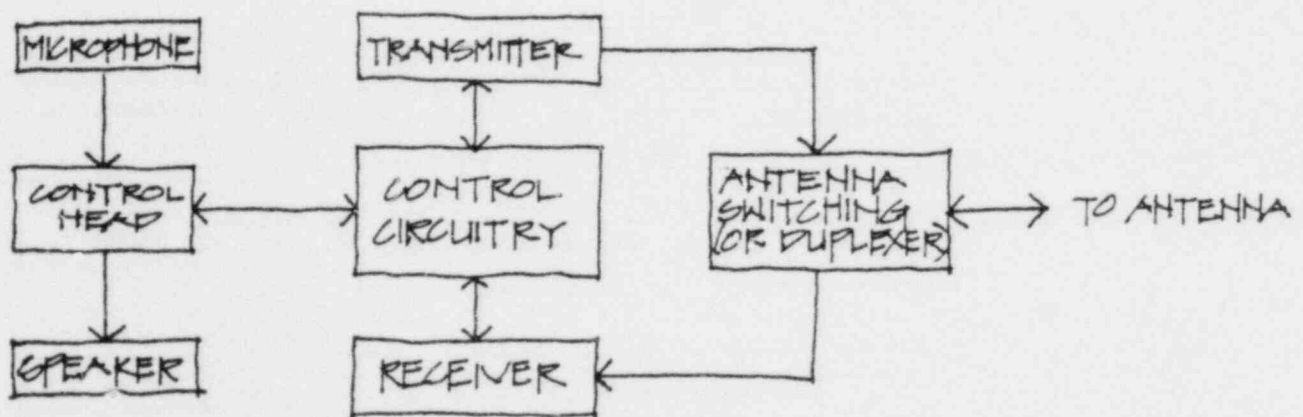 MICROPHONE
TRANSMITTER
CONTROL
HEAD
CONTROL
CIRCUITRY
ANTENNA
SWITCHING
(OR DUPLEXER)
TO ANTENNA
SPEAKER
RECEIVER